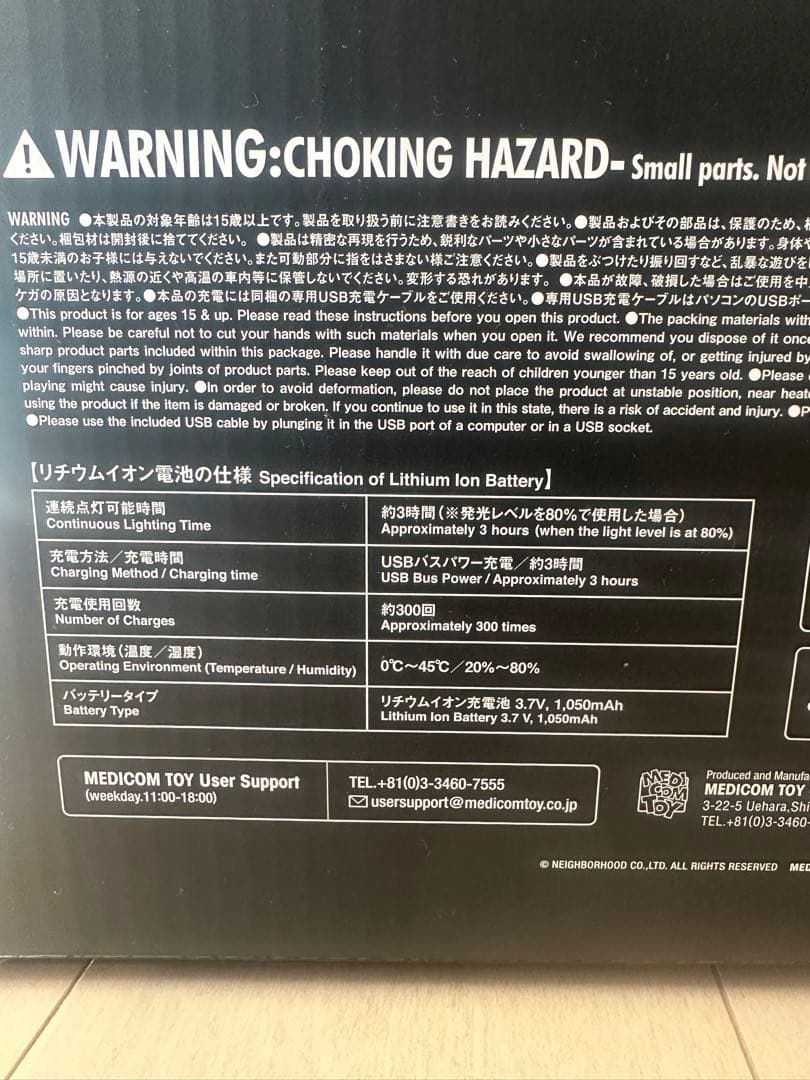 ⚠WARNING:CHOKING HAZARD- Small parts. Not
WARNING ●本製品の対象年齢は15歳以上です。製品を取り扱う前に注意書きをお読みください。●製品およびその部品は、保護のため、
ください。梱包材は開封後に捨ててください。 ●製品は精密な再現を行うため、鋭利なパーツや小さなパーツが含まれている場合があります。身体や
15歳未満のお子様には与えないでください。また可動部分に指をはさまない様ご注意ください。●製品をぶつけたり振り回すなど、乱暴な遊びを
場所に置いたり、熱源の近くや高温の車内等に保管しないでください。変形する恐れがあります。 ●本品が故障、破損した場合はご使用を中
ケガの原因となります。●本品の充電には同梱の専用USB充電ケーブルをご使用ください。●専用USB充電ケーブルはパソコンのUSBポー
●This product is for ages 15 & up. Please read these instructions before you open this product. ●The packing materials with
within. Please be careful not to cut your hands with such materials when you open it. We recommend you dispose of it once
sharp product parts included within this package. Please handle it with due care to avoid swallowing of, or getting injured by
your fingers pinched by joints of product parts. Please keep out of the reach of children younger than 15 years old. ●Please
playing might cause injury. ●In order to avoid deformation, please do not place the product at unstable position, near heat
using the product if the item is damaged or broken. If you continue to use it in this state, there is a risk of accident and injury. ●P
●Please use the included USB cable by plunging it in the USB port of a computer or in a USB socket.
【リチウムイオン電池の仕様 Specification of Lithium Ion Battery】
連続点灯可能時間
Continuous Lighting Time
約3時間(※発光レベルを80%で使用した場合)
Approximately 3 hours (when the light level is at 80%)
充電方法/充電時間
Charging Method / Charging time
USBバスパワー充電/約3時間
USB Bus Power / Approximately 3 hours
充電使用回数
Number of Charges
約300回
Approximately 300 times
動作環境(温度/湿度)
Operating Environment (Temperature / Humidity)
0℃〜45℃/20%〜80%
バッテリータイプ
Battery Type
リチウムイオン充電池 3.7V, 1,050mAh
Lithium Ion Battery 3.7 V, 1,050mAh
MEDICOM TOY User Support
(weekday.11:00-18:00)
TEL.+81(0)3-3460-7555
usersupport@medicomtoy.co.jp
MEDI
COM
TOY
Produced and Manufa
MEDICOM TOY
3-22-5 Uehara,Shi
TEL.+81(0)3-3460-
© NEIGHBORHOOD CO.,LTD. ALL RIGHTS RESERVED MED